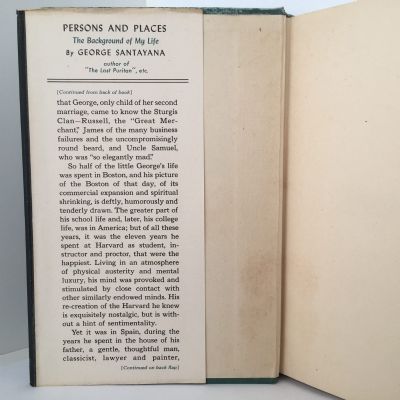 PERSONS AND PLACES
The Background of My Life
By GEORGE SANTAYANA
author of
"The Last Puritan", etc.
[Continued from back of book]
that George, only child of her second
marriage, came to know the Sturgis
Clan—Russell, the "Great Mer-
chant," James of the many business
failures and the uncompromisingly
round beard, and Uncle Samuel,
who was "so elegantly mad."
So half of the little George's life
was spent in Boston, and his picture
of the Boston of that day, of its
commercial expansion and spiritual
shrinking, is deftly, humorously and
tenderly drawn. The greater part of
his school life and, later, his college
life, was in America; but of all these
years, it was the eleven years he
spent at Harvard as student, in-
structor and proctor, that were the
happiest. Living in an atmosphere
of physical austerity and mental
luxury, his mind was provoked and
stimulated by close contact with
other similarly endowed minds. His
re-creation of the Harvard he knew
is exquisitely nostalgic, but is with-
out a hint of sentimentality.
Yet it was in Spain, during the
years he spent in the house of his
father, a gentle, thoughtful man,
classicist, lawyer and painter,
[Continued on back flap]